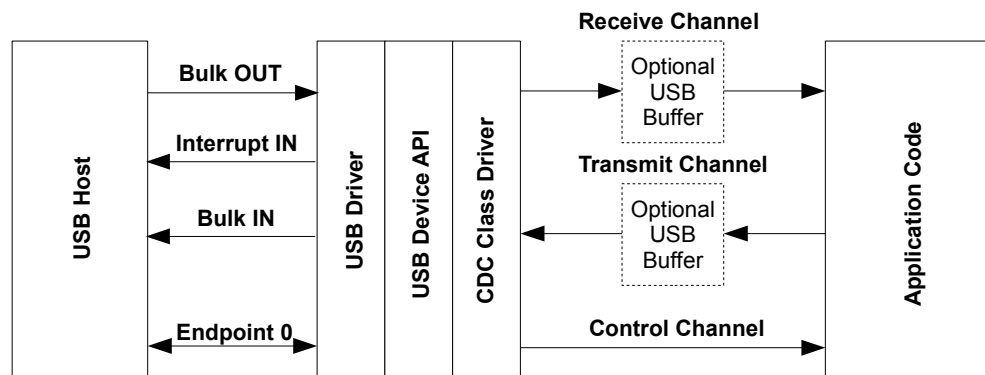 Receive Channel
Bulk OUT
Optional
USB
Buffer
Interrupt IN
Transmit Channel
Bulk IN
Optional
USB
Buffer
Endpoint 0
Control Channel
USB Host
USB Driver
USB Device API
CDC Class Driver
Application Code